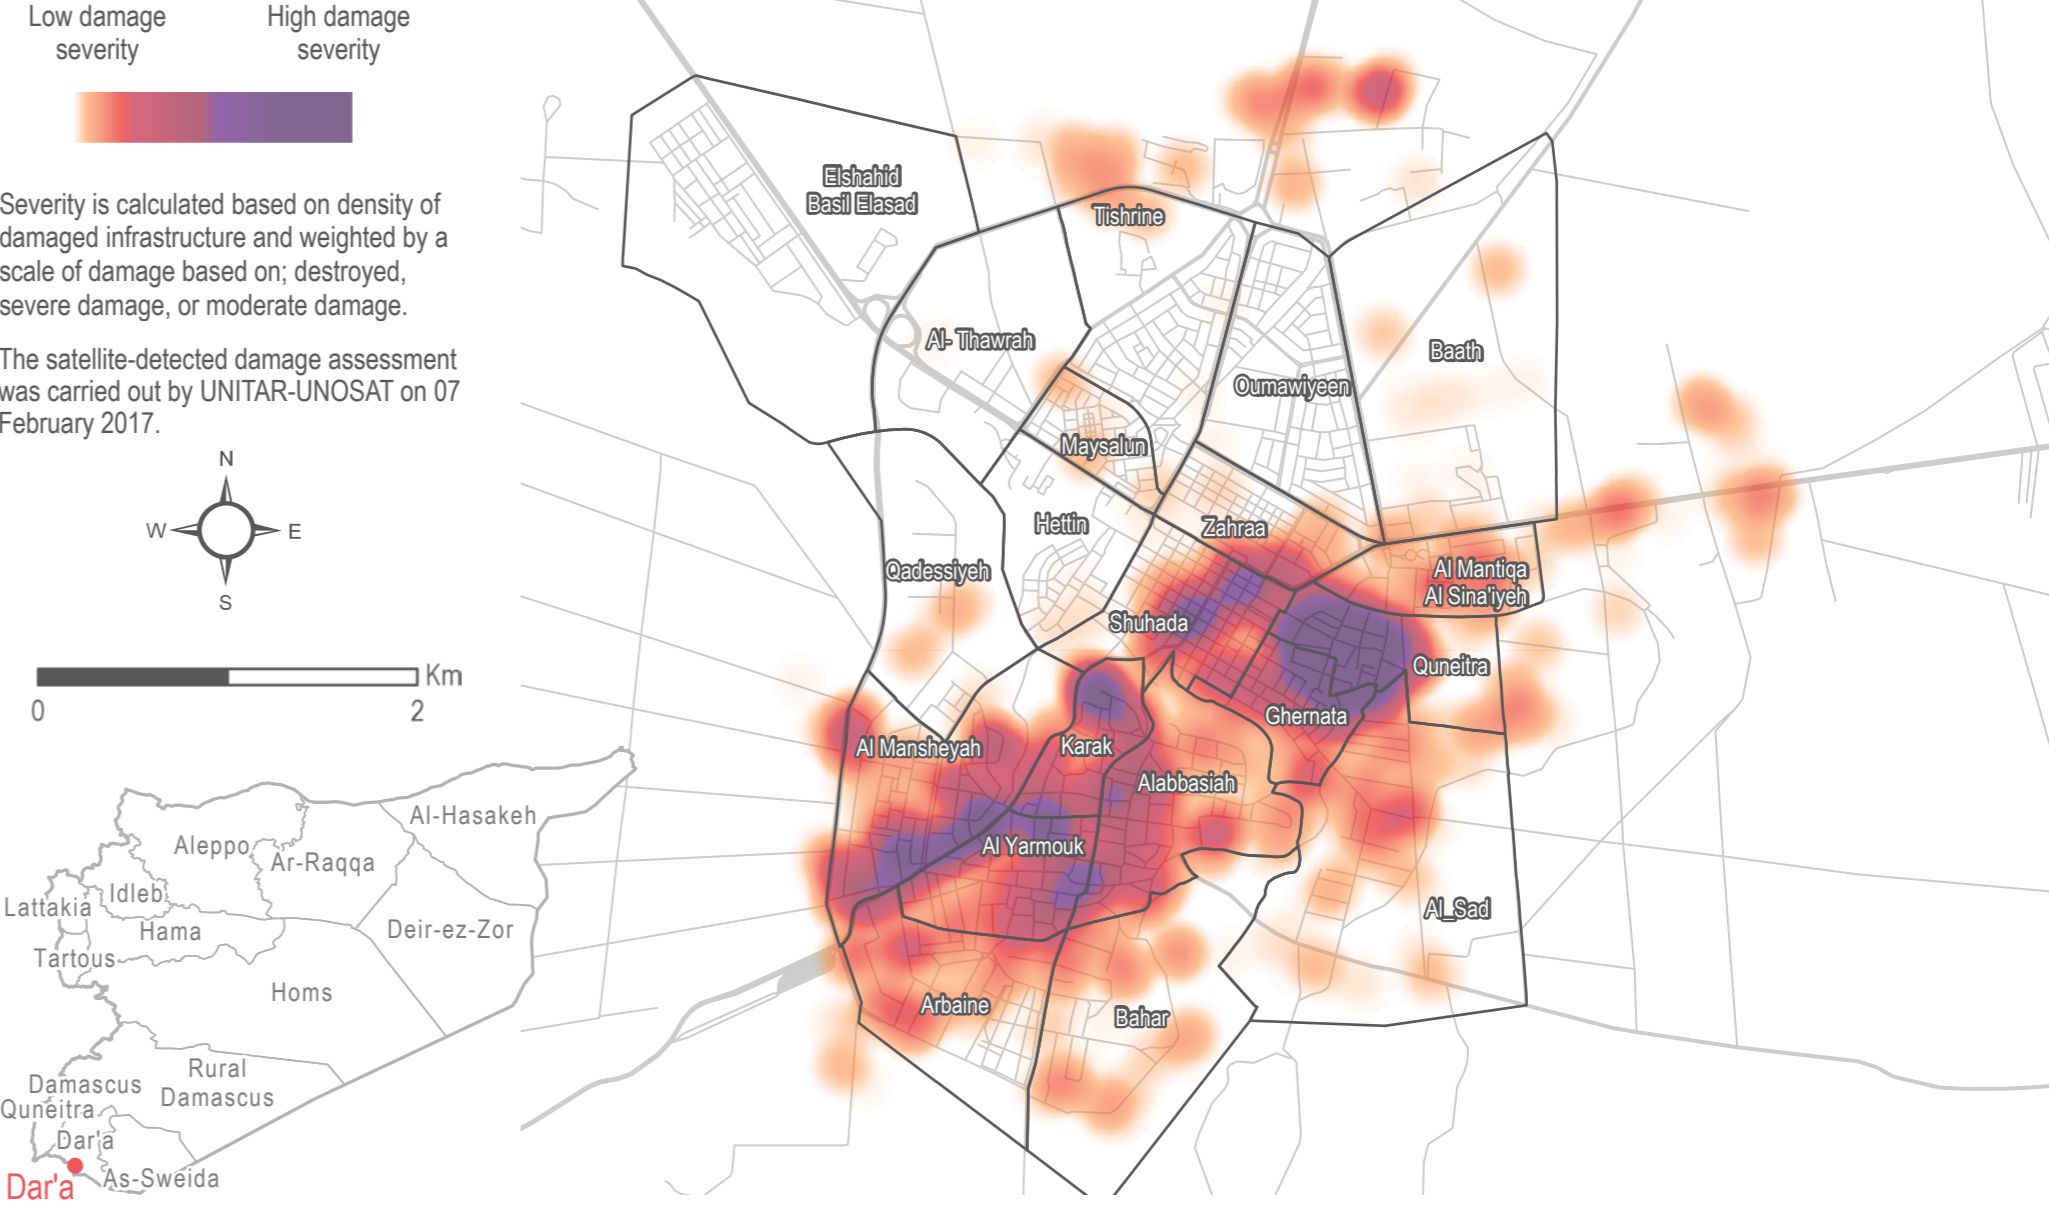 Low damage
severity
High damage
severity
Severity is calculated based on density of
damaged infrastructure and weighted by a
scale of damage based on; destroyed,
severe damage, or moderate damage.
The satellite-detected damage assessment
was carried out by UNITAR-UNOSAT on 07
February 2017.
N
W
E
S
Km
0
2
Elshahid
Basil Elasad
Tishrine
Al- Thawrah
Baath
Oumawiyeen
Maysalun
Hettin
Zahraa
Qadessiyeh
Al Mantiqa
Al Sina'iyeh
Shuhada
Quneitra
Ghernata
Al Mansheyah
Karak
Alabbasiah
Al Yarmouk
Al_Sad
Arbaine
Bahar
Al-Hasakeh
Aleppo
Ar-Raqqa
Idleb
Lattakia
Hama
Deir-ez-Zor
Tartous
Homs
Rural
Damascus
Damascus
Quneitra
Dar'a
As-Sweida
Dar'a